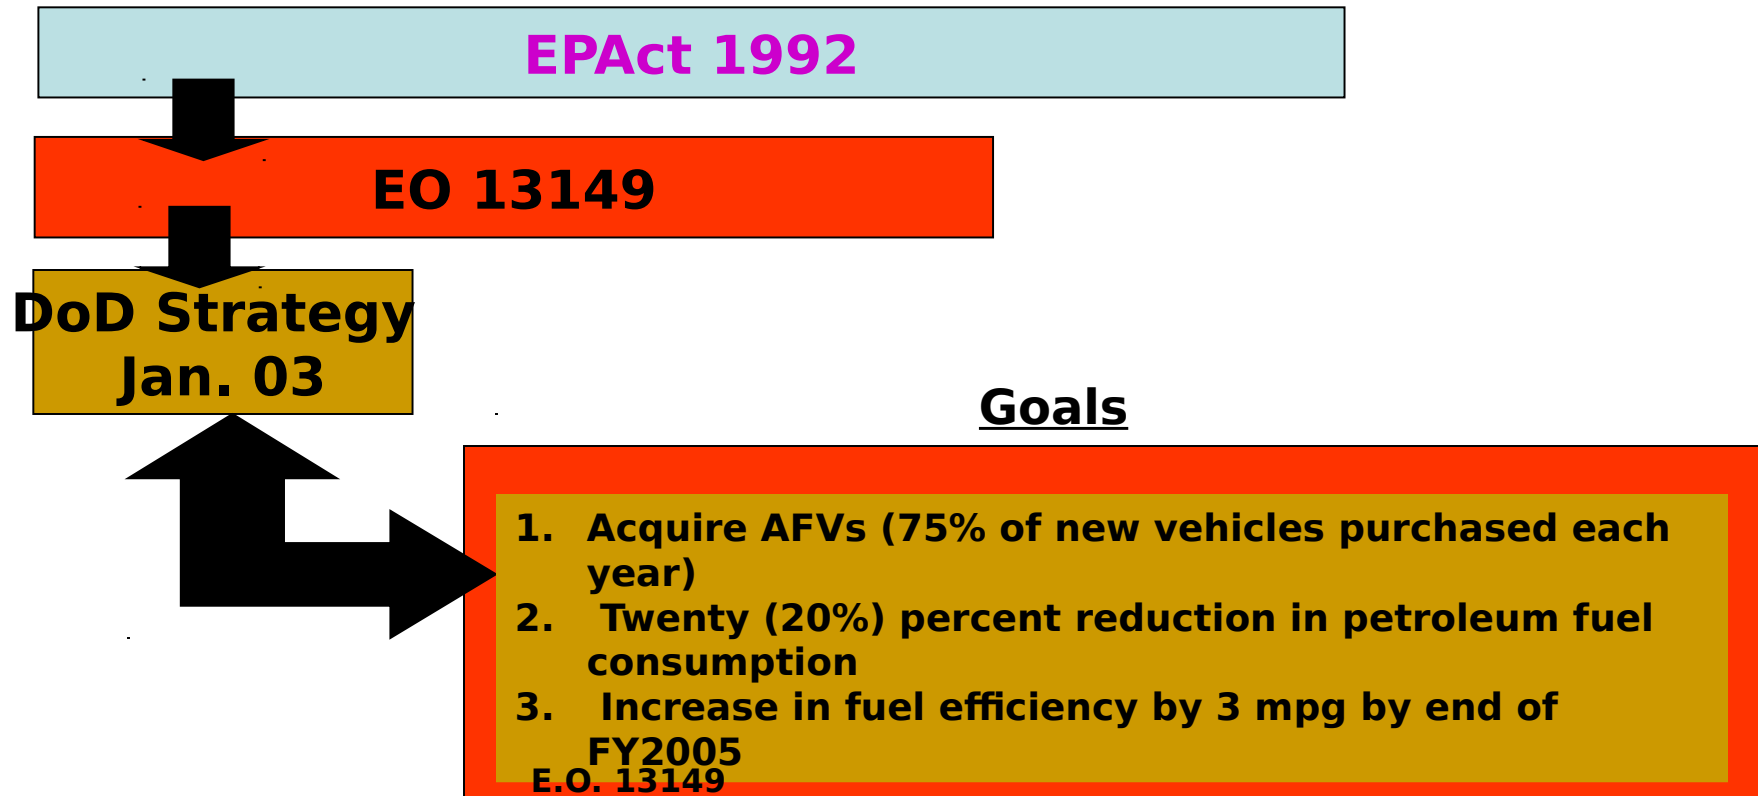 EPAct 1992
EO 13149
DoD Strategy
Jan. 03
Goals
1. Acquire AFVs (75% of new vehicles purchased each
year)
2. Twenty (20%) percent reduction in petroleum fuel
consumption
3. Increase in fuel efficiency by 3 mpg by end of
FY2005
E.O. 13149